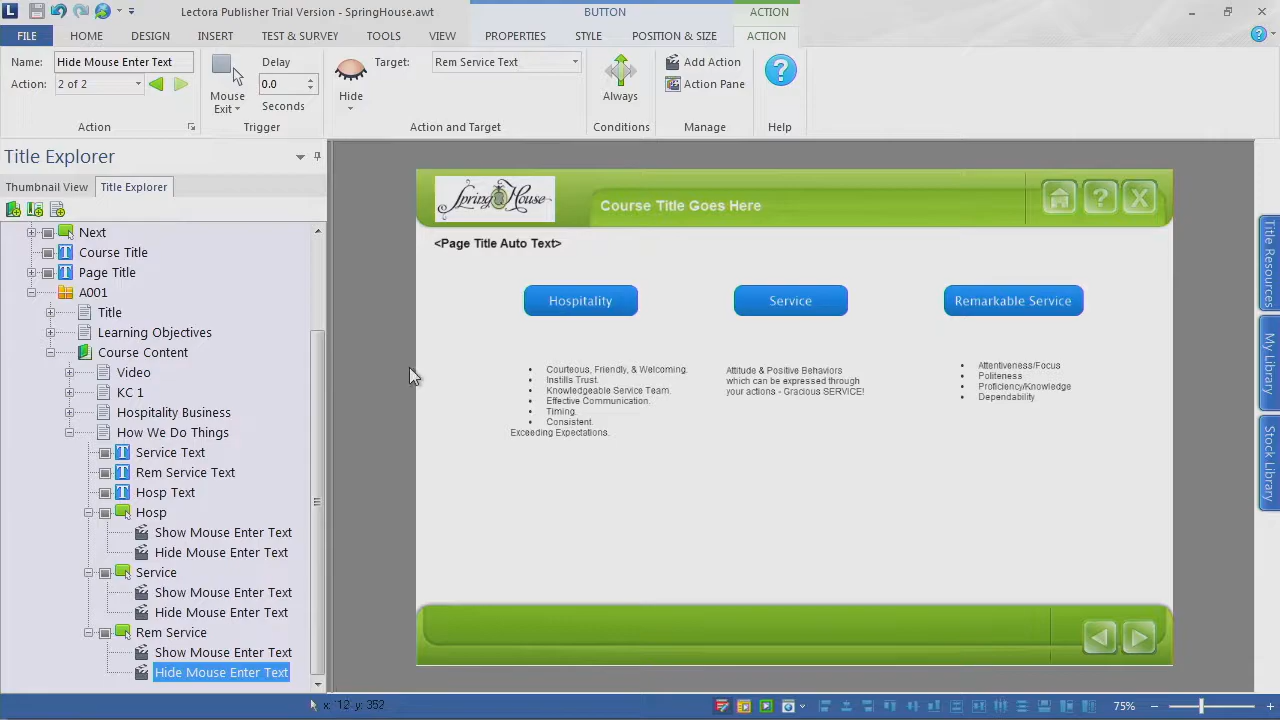 Lectora Publisher Trial Version - SpringHouse.awt
BUTTON
ACTION
FILE
HOME
DESIGN
INSERT
TEST & SURVEY
TOOLS
VIEW
PROPERTIES
STYLE
POSITION & SIZE
ACTION
Name:
Hide Mouse Enter Text
Action:
2 of 2
Action
Mouse
Exit
Delay
0.0
Seconds
Trigger
Hide
Target:
Rem Service Text
Action and Target
Always
Conditions
Add Action
Action Pane
Manage
Help
Title Explorer
Thumbnail View
Title Explorer
Next
Course Title
Page Title
A001
Title
Learning Objectives
Course Content
Video
KC 1
Hospitality Business
How We Do Things
Service Text
Rem Service Text
Hosp Text
Hosp
Show Mouse Enter Text
Hide Mouse Enter Text
Service
Show Mouse Enter Text
Hide Mouse Enter Text
Rem Service
Show Mouse Enter Text
Hide Mouse Enter Text
Spring House
Course Title Goes Here
<Page Title Auto Text>
Hospitality
Service
Remarkable Service
• Courteous, Friendly, & Welcoming.
• Instills Trust.
• Knowledgeable Service Team.
• Effective Communication.
• Timing.
• Consistent.
Exceeding Expectations.
Attitude & Positive Behaviors
which can be expressed through
your actions - Gracious SERVICE!
• Attentiveness/Focus
• Politeness
• Proficiency/Knowledge
• Dependability
Title Resources
My Library
Stock Library
x: '12 y: 352
75%